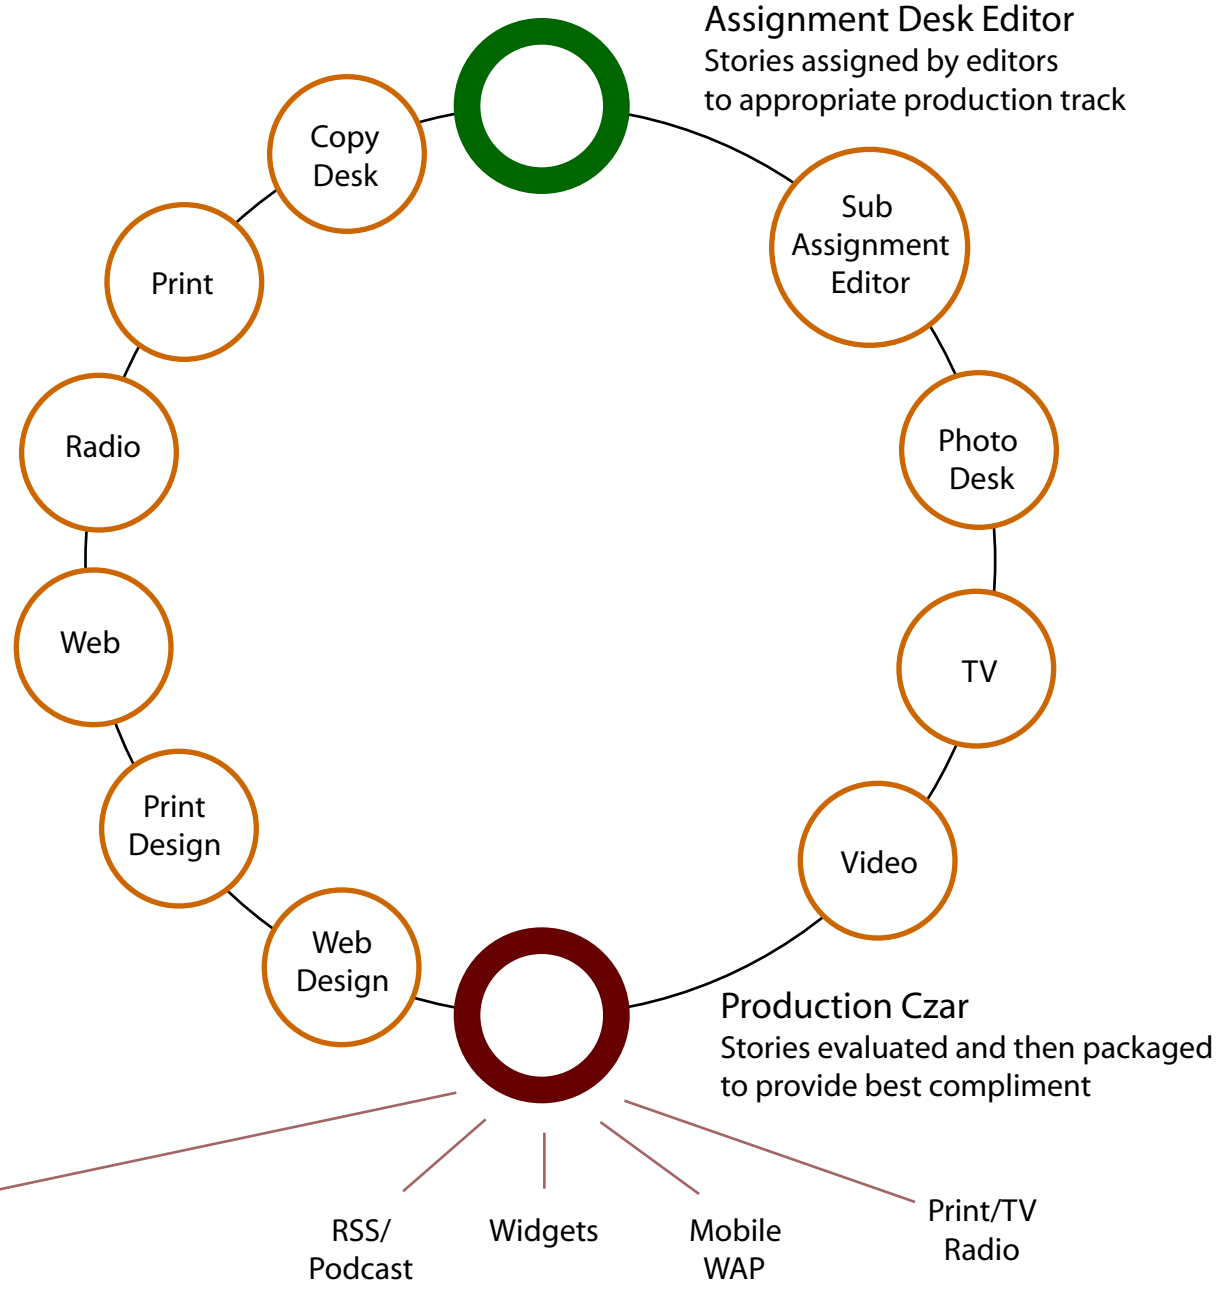 Assignment Desk Editor
Stories assigned by editors
to appropriate production track
Copy
Desk
Sub
Assignment
Editor
Print
Photo
Desk
Radio
Web
TV
Print
Design
Video
Web
Design
Production Czar
Stories evaluated and then packaged
to provide best compliment
RSS/
Podcast
Widgets
Mobile
WAP
Print/TV
Radio